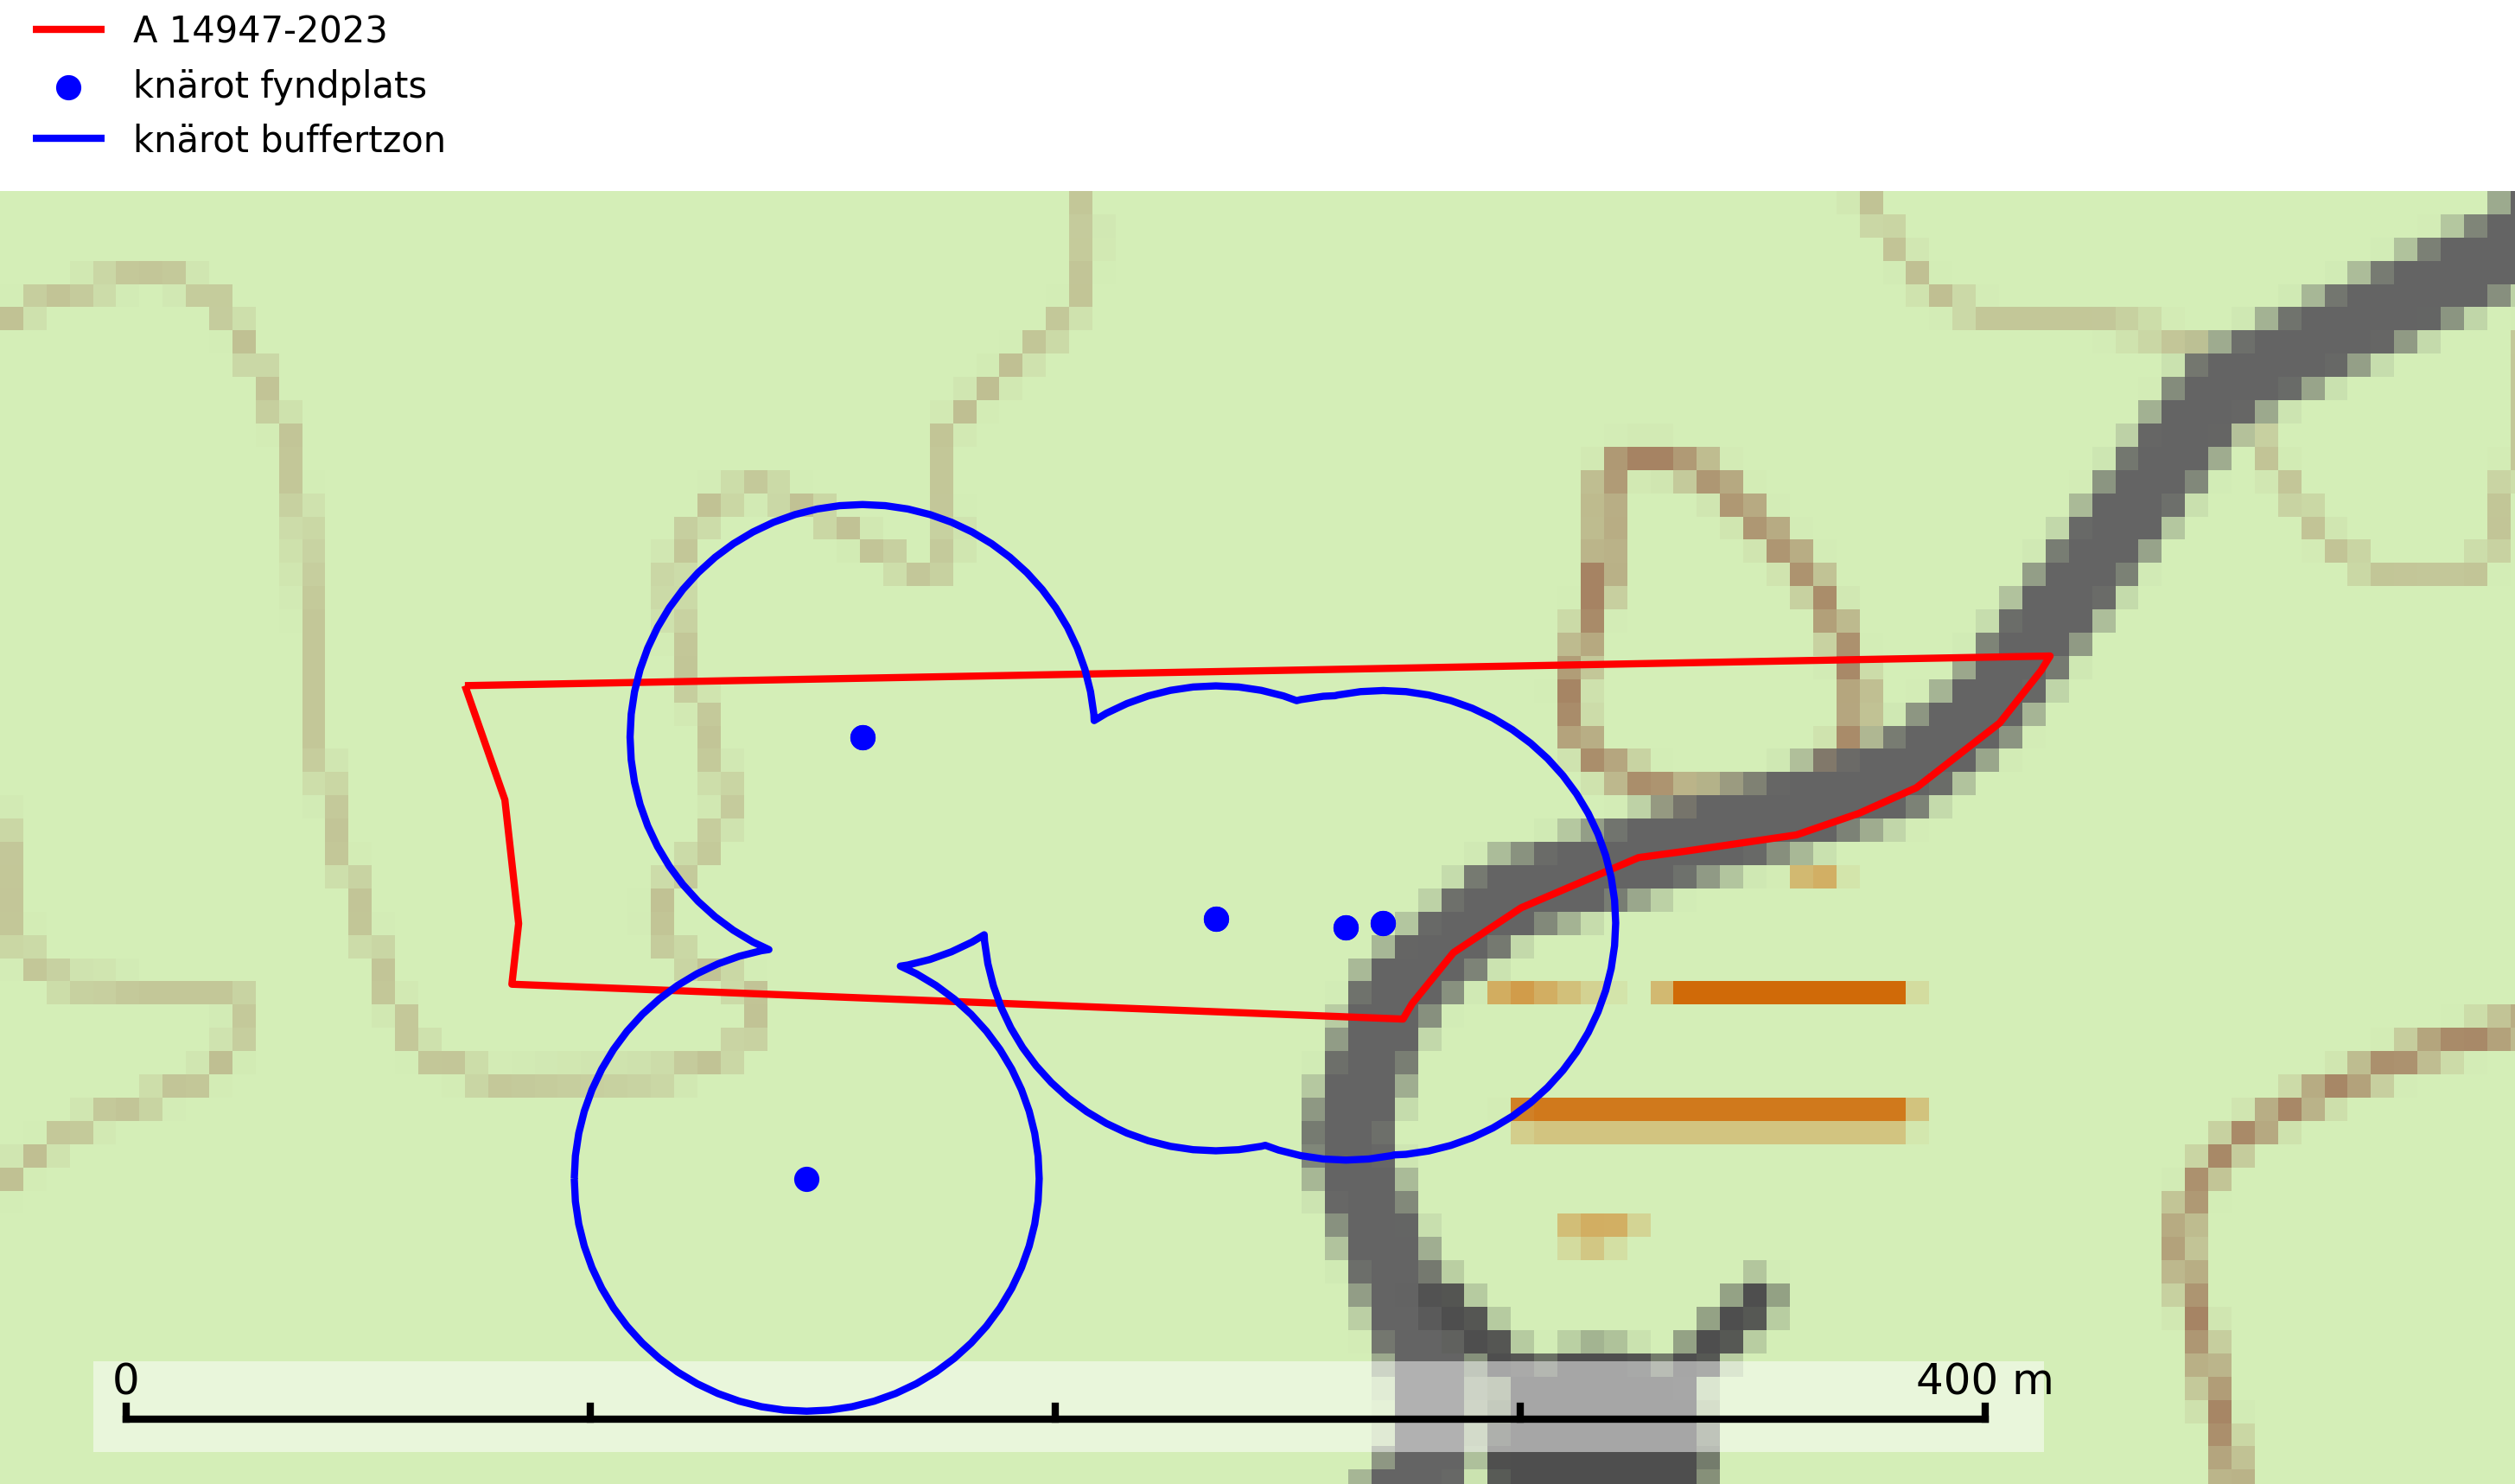 A 14947-2023
knärot fyndplats
knärot buffertzon
0
400 m